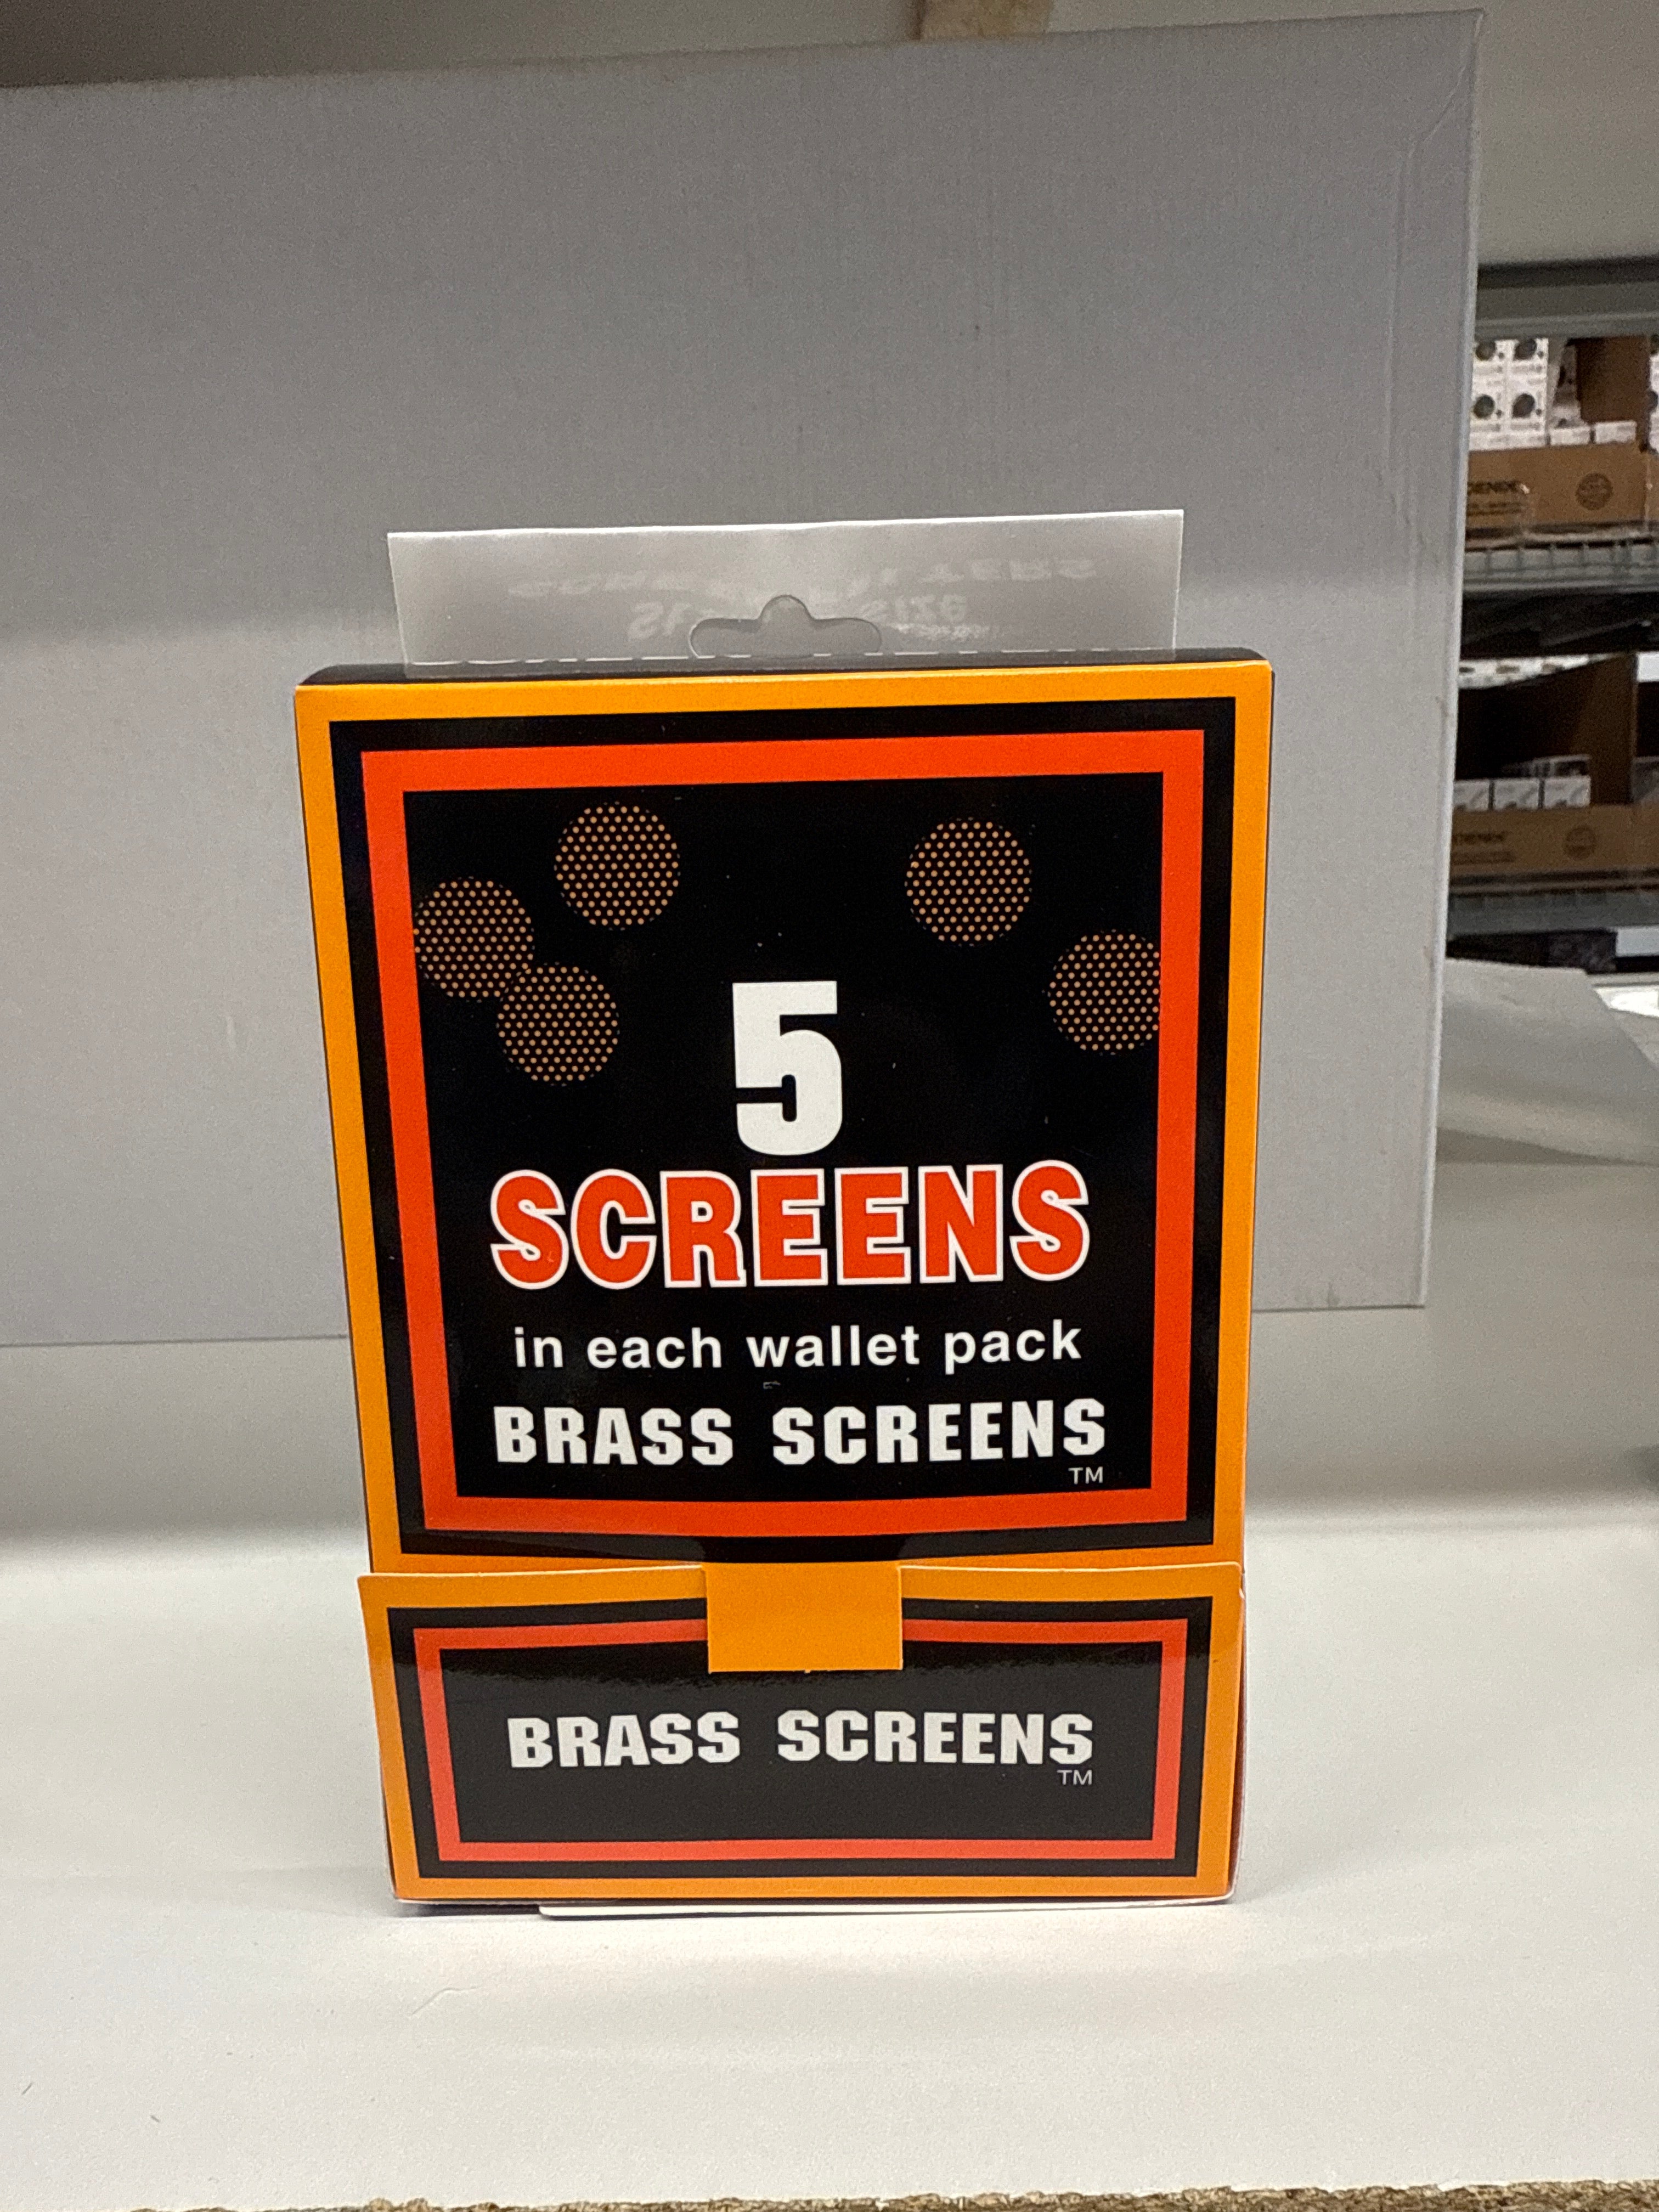 5
SCREENS
in each wallet pack
BRASS SCREENS
TM
BRASS SCREENS
TM